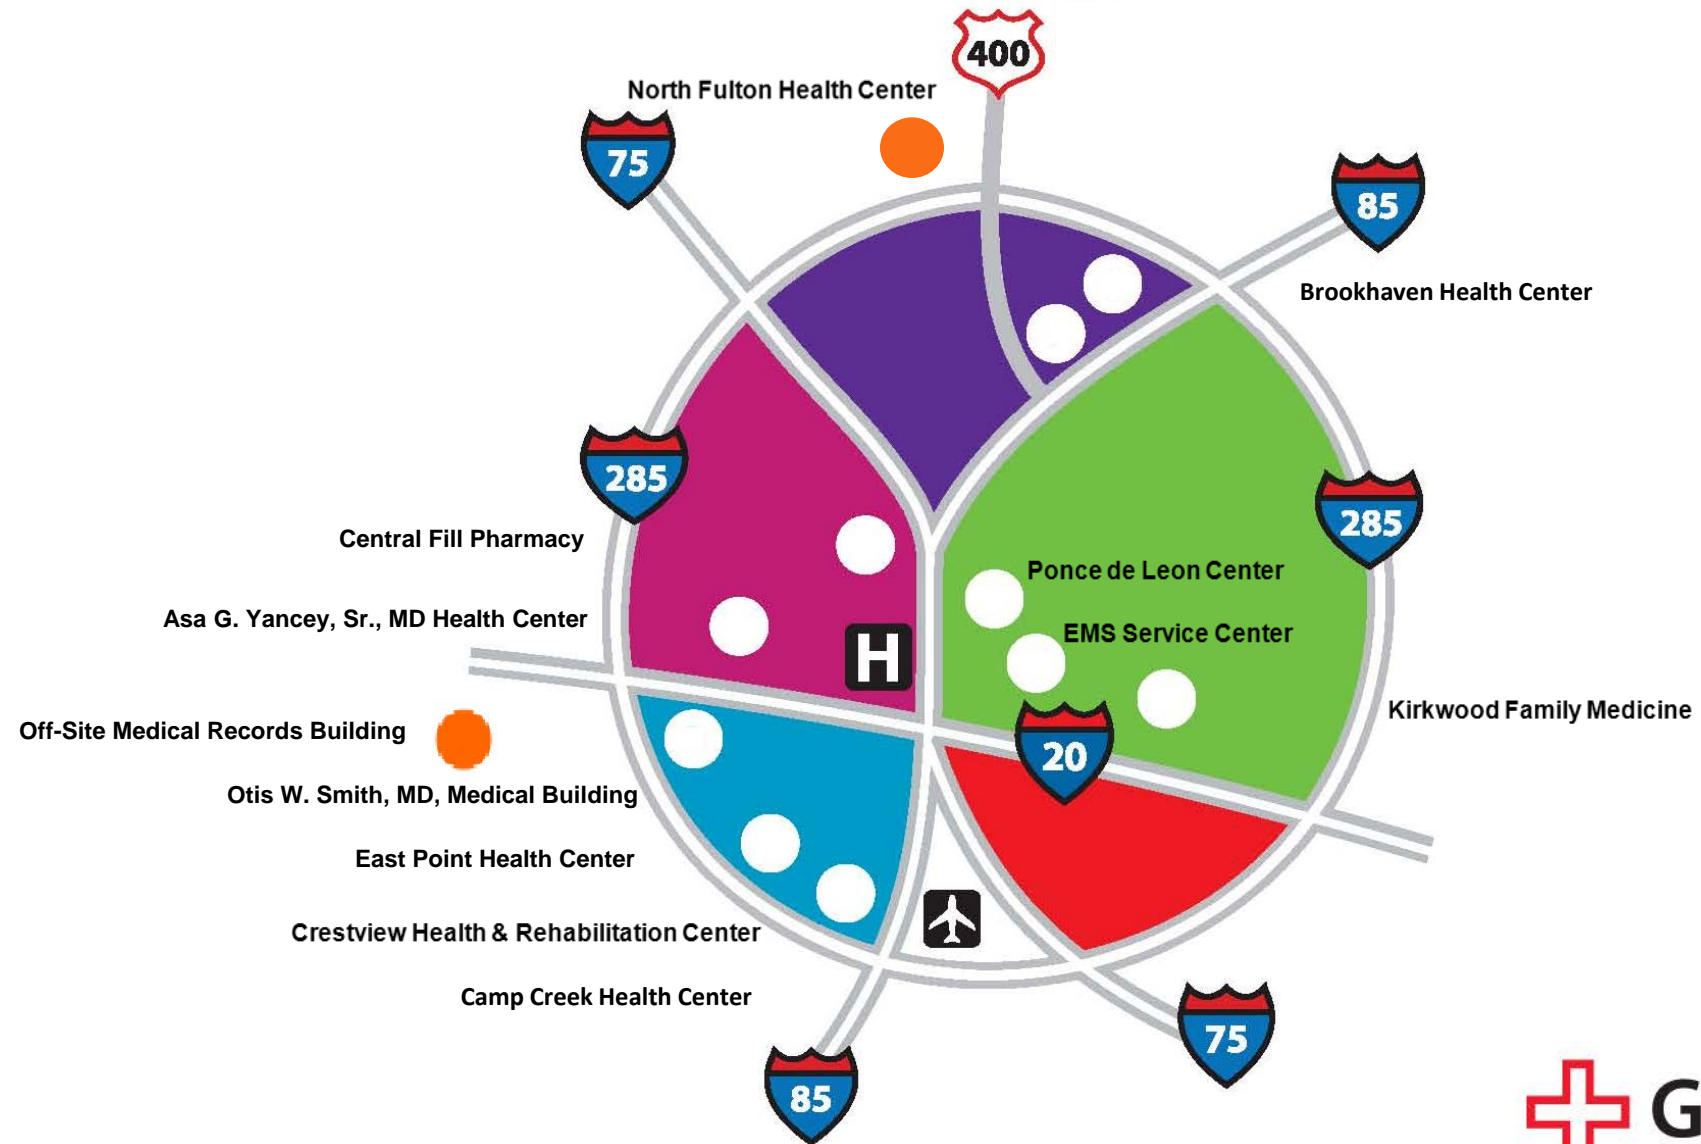 400
North Fulton Health Center
75
85
Brookhaven Health Center
285
285
Central Fill Pharmacy
Ponce de Leon Center
Asa G. Yancey, Sr., MD Health Center
EMS Service Center
H
Kirkwood Family Medicine
Off-Site Medical Records Building
20
Otis W. Smith, MD, Medical Building
East Point Health Center
Crestview Health & Rehabilitation Center
Camp Creek Health Center
75
85
G